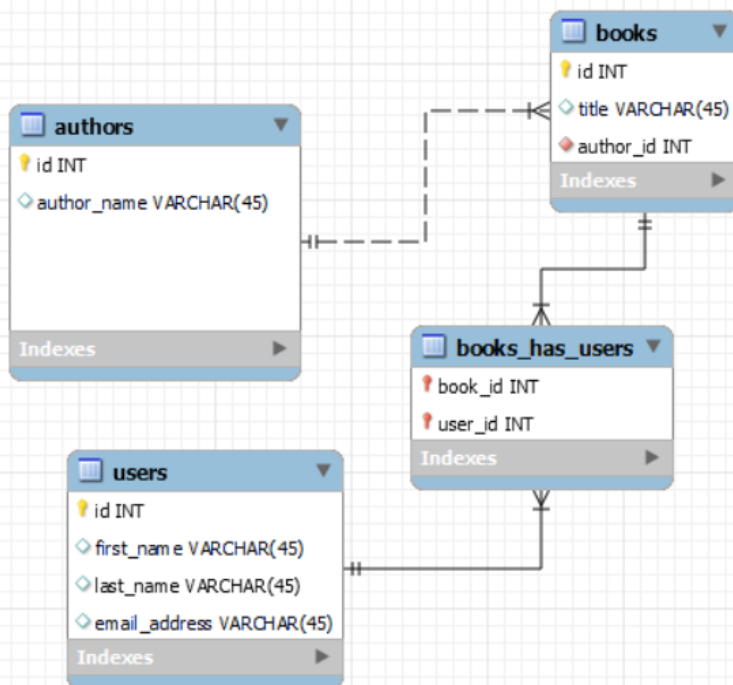 books
id INT
title VARCHAR(45)
author_id INT
Indexes
authors
id INT
author_name VARCHAR(45)
Indexes
books_has_users
book_id INT
user_id INT
Indexes
users
id INT
first_name VARCHAR(45)
last_name VARCHAR(45)
email_address VARCHAR(45)
Indexes